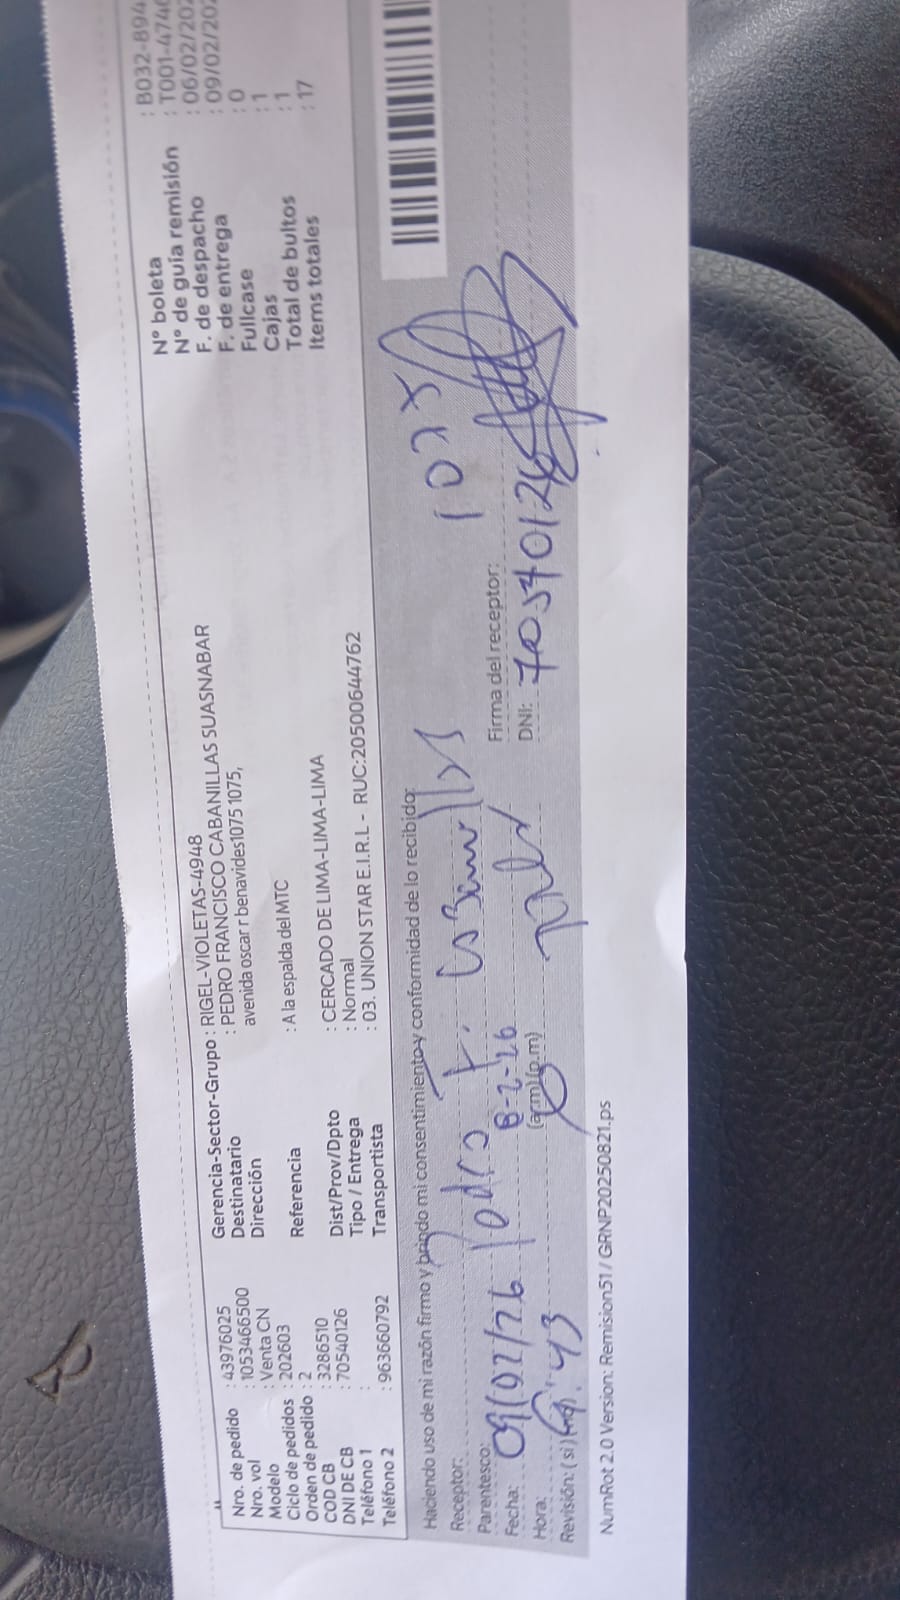 Nro. de pedido : 43976025
Nro. vol : 1053466500
Modelo : Venta CN
Ciclo de pedidos : 202603
Orden de pedido : 2
COD CB : 3286510
DNI DE CB : 70540126
Teléfono 1 :
Teléfono 2 : 963660792
Gerencia-Sector-Grupo : RIGEL-VIOLETAS-4948
Destinatario : PEDRO FRANCISCO CABANILLAS SUASNABAR
Dirección avenida oscar r benavides1075 1075,
Referencia : A la espalda del MTC
Dist/Prov/Dpto : CERCADO DE LIMA-LIMA-LIMA
Tipo / Entrega : Normal
Transportista : 03. UNION STAR E.I.R.L - RUC:20500644762
N° boleta : B032-894
N° de guía remisión : T001-474
F. de despacho : 06/02/202
F. de entrega : 09/02/202
Fullcase : 0
Cajas : 1
Total de bultos : 1
Items totales : 17
Haciendo uso de mi razón firmo y brindo mi consentimiento y conformidad de lo recibido:
Receptor: Pedro F.
1025
Parentesco:
Firma del receptor:
Fecha: 09/02/26 8-2-26
DNI: 70540126
Hora: (a.m) (p.m)
Revisión: ( si )
NumRot 2.0 Version: Remision51 / GRNP20250821.ps